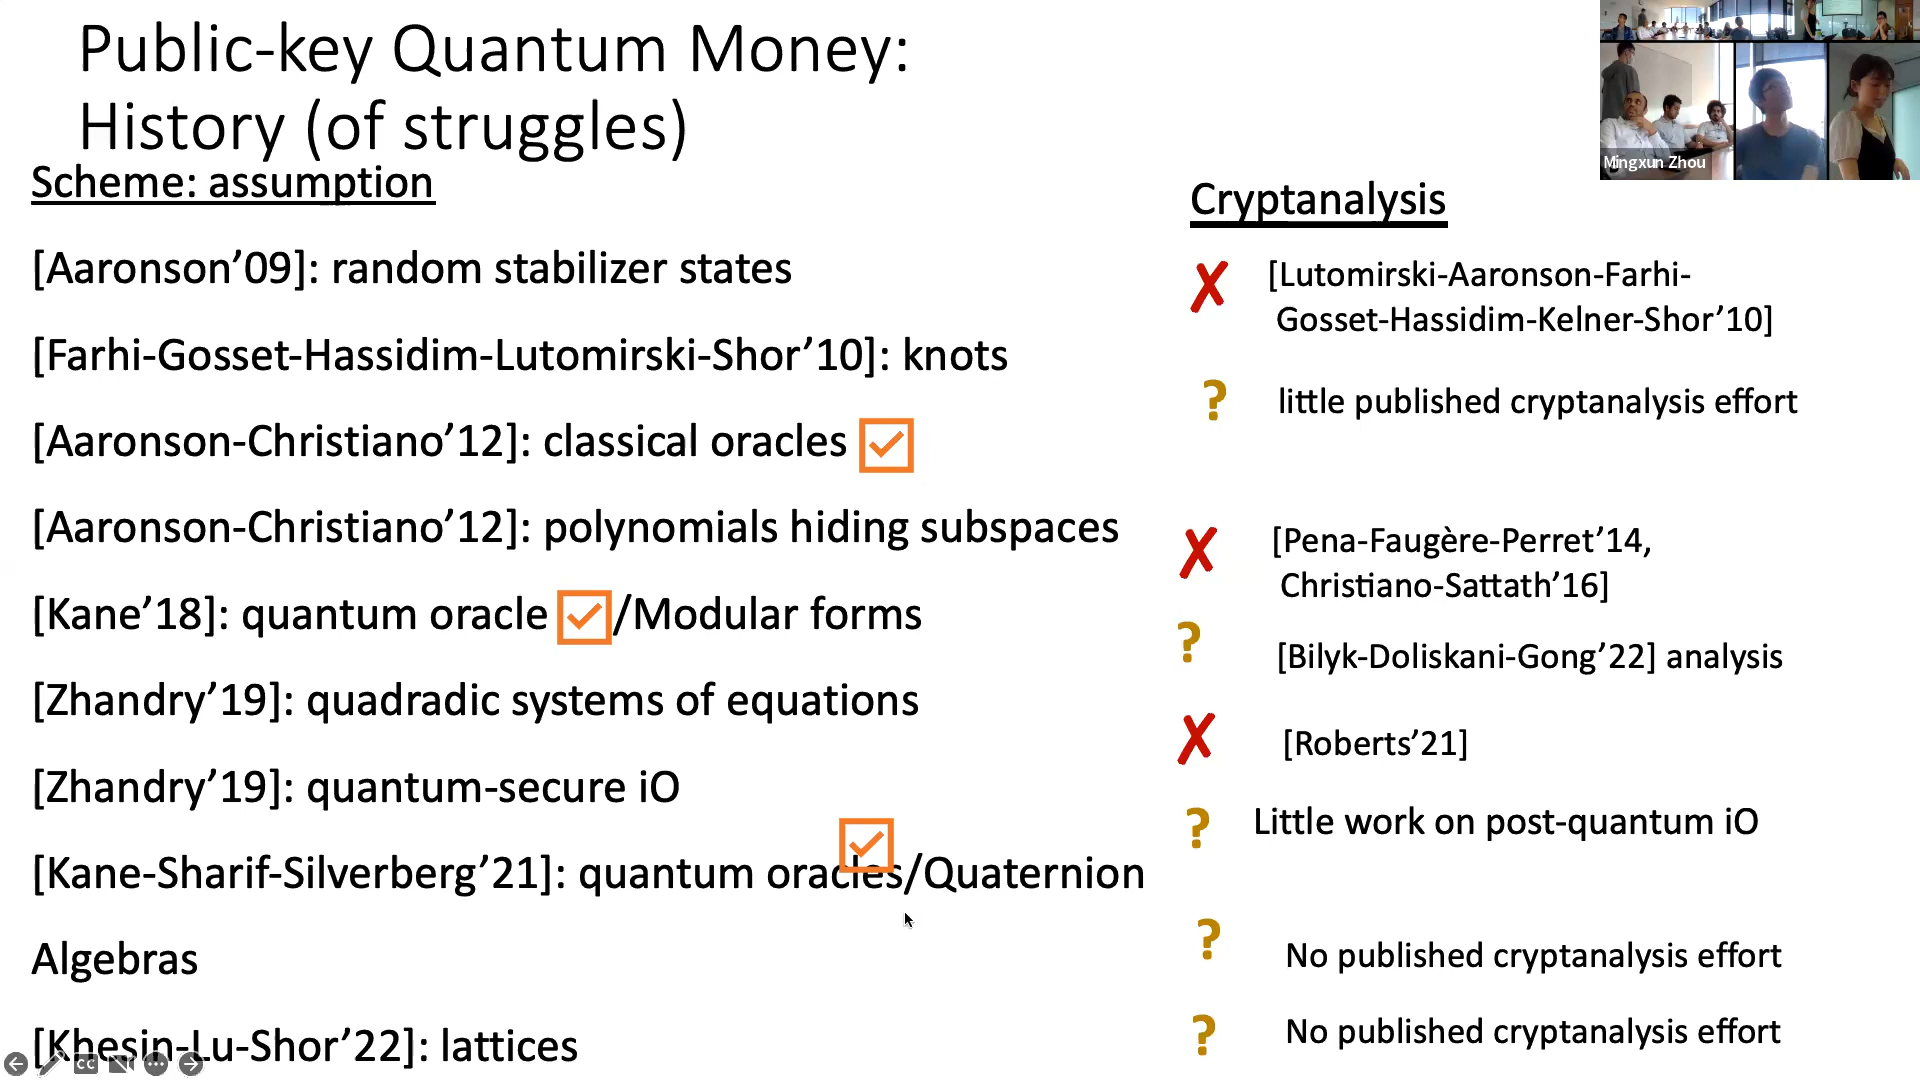 Public-key Quantum Money:
History (of struggles)
Scheme: assumption
[Aaronson’09]: random stabilizer states
[Farhi-Gosset-Hassidim-Lutomirski-Shor’10]: knots
[Aaronson-Christiano’12]: classical oracles
[Aaronson-Christiano’12]: polynomials hiding subspaces
[Kane’18]: quantum oracle /Modular forms
[Zhandry’19]: quadradic systems of equations
[Zhandry’19]: quantum-secure iO
[Kane-Sharif-Silverberg’21]: quantum oracles/Quaternion
Algebras
[Khesin-Lu-Shor’22]: lattices
Cryptanalysis
✗ [Lutomirski-Aaronson-Farhi-
Gosset-Hassidim-Kelner-Shor’10]
? little published cryptanalysis effort
✗ [Pena-Faugère-Perret’14,
Christiano-Sattath’16]
? [Bilyk-Doliskani-Gong’22] analysis
✗ [Roberts’21]
? Little work on post-quantum iO
? No published cryptanalysis effort
? No published cryptanalysis effort
Mingxun Zhou
CC